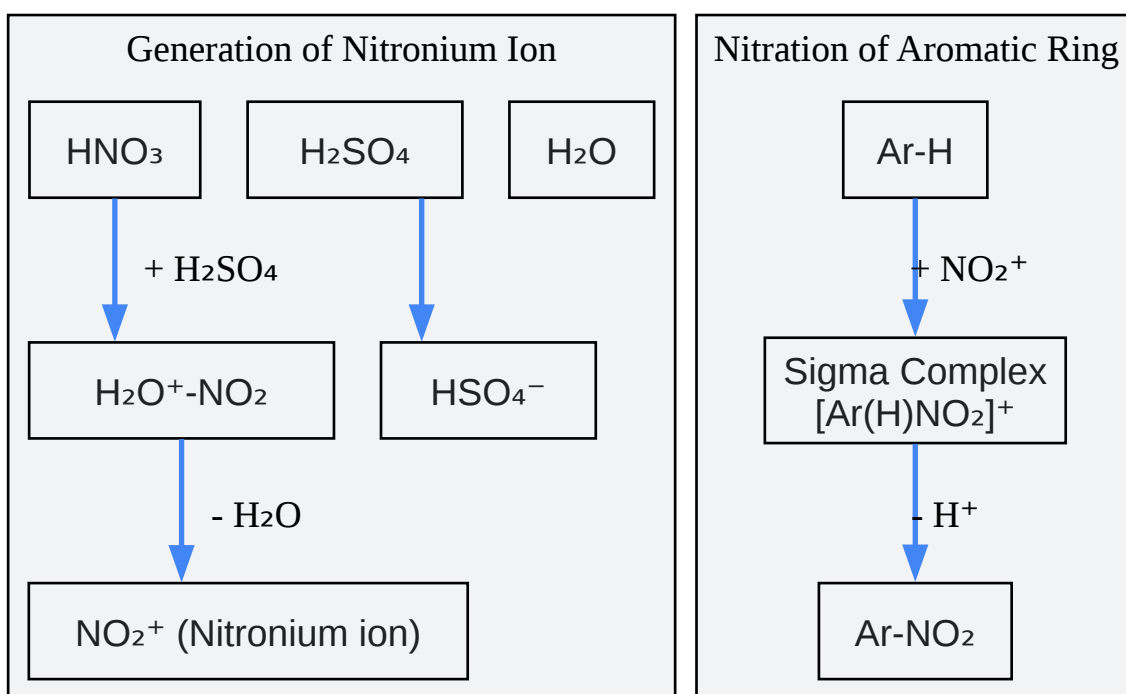 Generation of Nitronium Ion
HNO₃
H₂SO₄
H₂O
+ H₂SO₄
H₂O⁺-NO₂
HSO₄⁻
- H₂O
NO₂⁺ (Nitronium ion)
Nitration of Aromatic Ring
Ar-H
+ NO₂⁺
Sigma Complex
[Ar(H)NO₂]⁺
- H⁺
Ar-NO₂